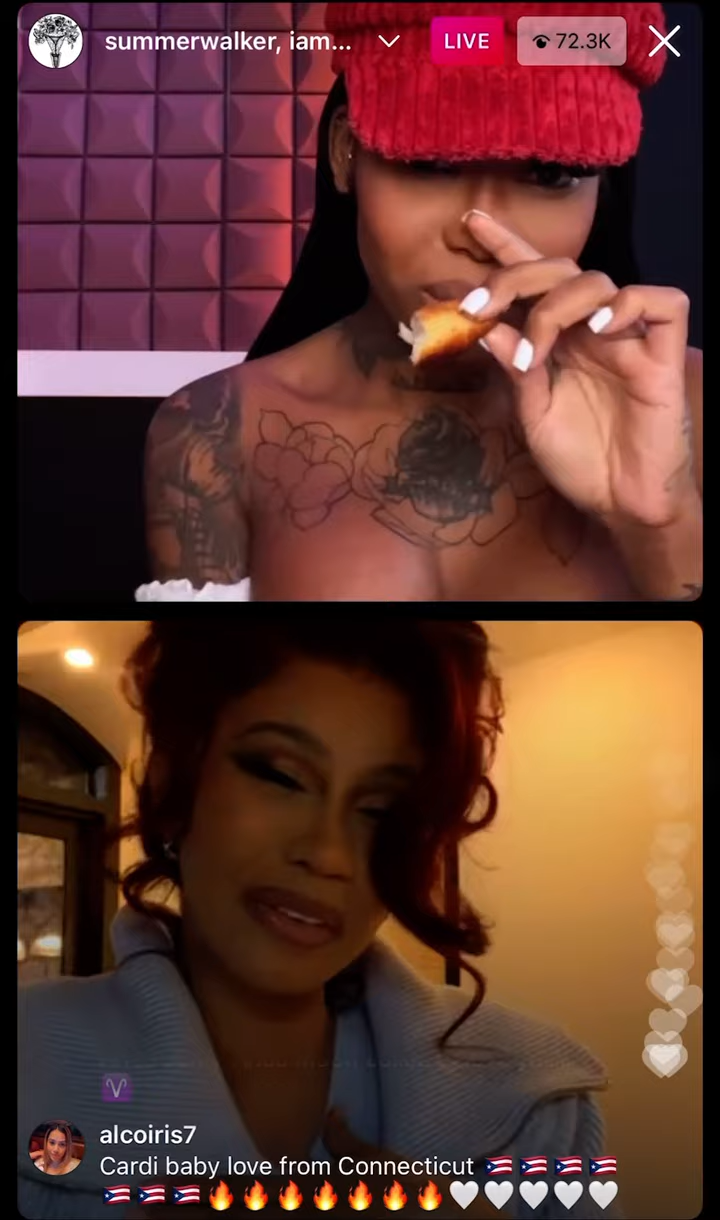 summerwalker, iam...
LIVE
72.3K
alcoiris7
Cardi baby love from Connecticut 🇵🇷🇵🇷🇵🇷🇵🇷
🇵🇷🇵🇷🇵🇷🔥🔥🔥🔥🔥🔥🔥🤍🤍🤍🤍🤍